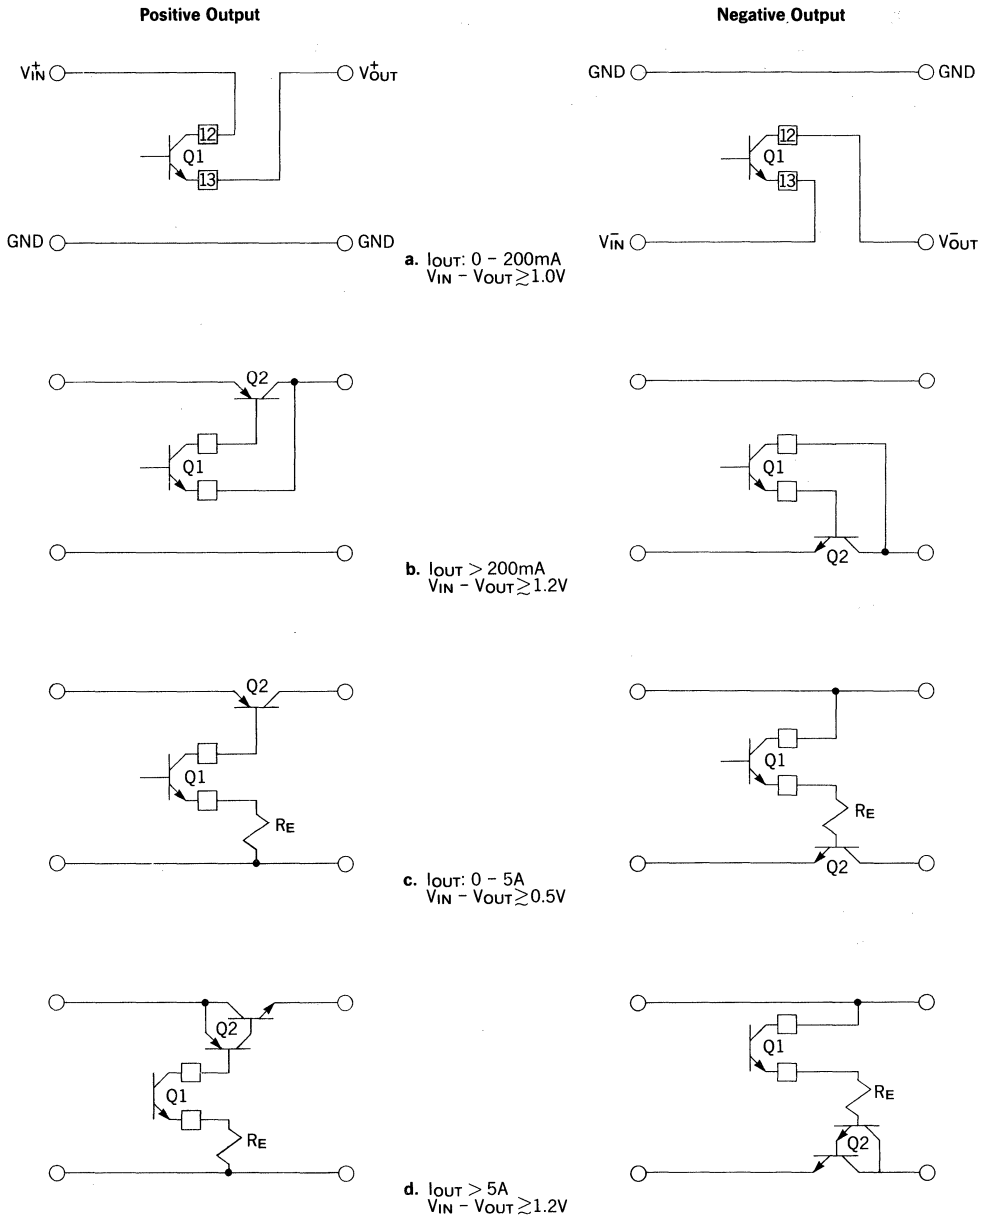 Positive Output
Negative Output
V+IN
V+OUT
12
Q1
13
GND
GND
GND
GND
12
Q1
13
V−IN
V−OUT
a. IOUT: 0 – 200mA
VIN – VOUT ≳ 1.0V
Q2
Q1
Q1
Q2
b. IOUT > 200mA
VIN – VOUT ≳ 1.2V
Q2
Q1
RE
Q1
RE
Q2
c. IOUT: 0 – 5A
VIN – VOUT ≳ 0.5V
Q2
Q1
RE
Q1
RE
Q2
d. IOUT > 5A
VIN – VOUT ≳ 1.2V